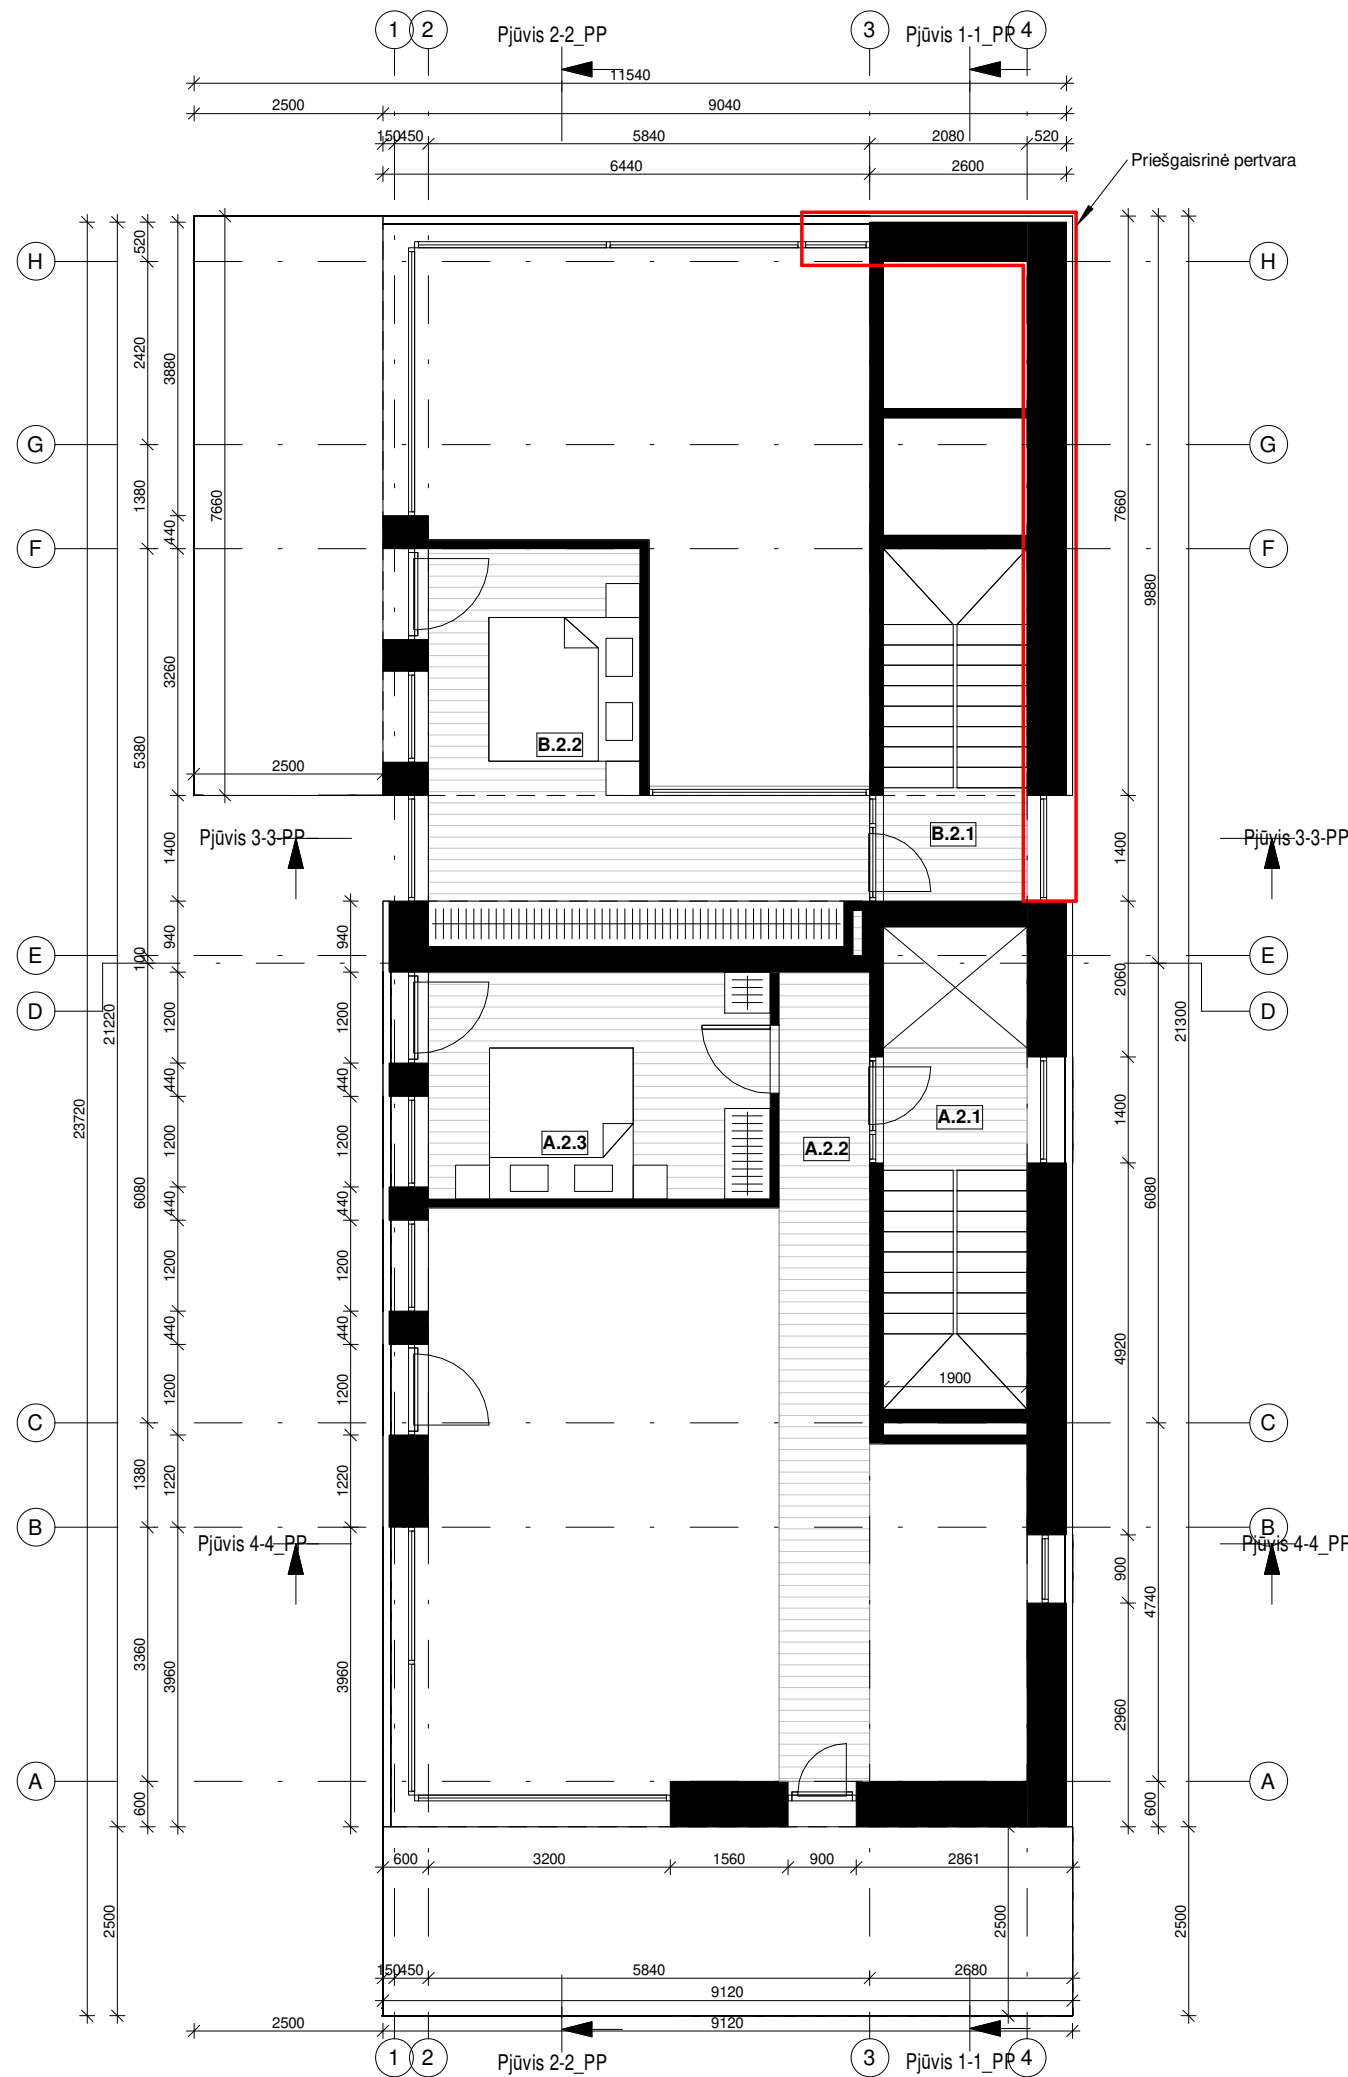 1
2
Pjūvis 2-2_PP
3
Pjūvis 1-1_PP
4
11540
2500
9040
150
450
5840
2080
520
6440
2600
Priešgaisrinė pertvara
H
520
H
2420
3880
G
G
1380
7660
440
7660
F
F
9880
3260
B.2.2
5380
2500
Pjūvis 3-3-PP
B.2.1
Pjūvis 3-3-PP
1400
1400
940
940
E
100
E
2060
D
D
21220
1200
1200
21300
440
440
23720
1400
A.2.1
A.2.3
A.2.2
1200
1200
6080
6080
440
440
1200
1200
440
440
4920
1900
1200
1200
C
C
1380
1220
1220
B
B
Pjūvis 4-4_PP
Pjūvis 4-4_PP
900
4740
3360
3960
3960
2960
A
A
600
600
600
3200
1560
900
2861
2500
2500
2500
150
450
5840
2680
9120
2500
9120
1
2
Pjūvis 2-2_PP
3
Pjūvis 1-1_PP
4